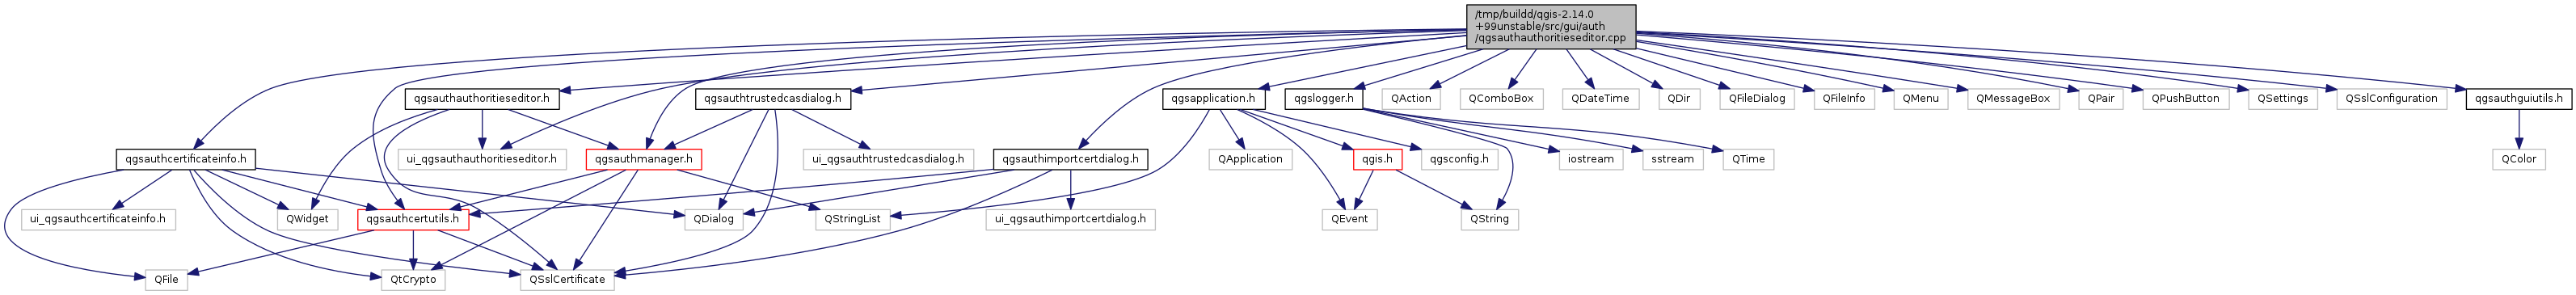 /tmp/buildd/qgis-2.14.0
+99unstable/src/gui/auth
/qgsauthauthoritieseditor.cpp
qgsauthauthoritieseditor.h
qgsauthtrustedcasdialog.h
qgsapplication.h
qgslogger.h
QAction
QComboBox
QDateTime
QDir
QFileDialog
QFileInfo
QMenu
QMessageBox
QPair
QPushButton
QSettings
QSslConfiguration
qgsauthguiutils.h
qgsauthcertificateinfo.h
ui_qgsauthauthoritieseditor.h
qgsauthmanager.h
ui_qgsauthtrustedcasdialog.h
qgsauthimportcertdialog.h
QApplication
qgis.h
qgsconfig.h
iostream
sstream
QTime
QColor
ui_qgsauthcertificateinfo.h
QWidget
qgsauthcertutils.h
QDialog
QStringList
ui_qgsauthimportcertdialog.h
QEvent
QString
QFile
QtCrypto
QSslCertificate